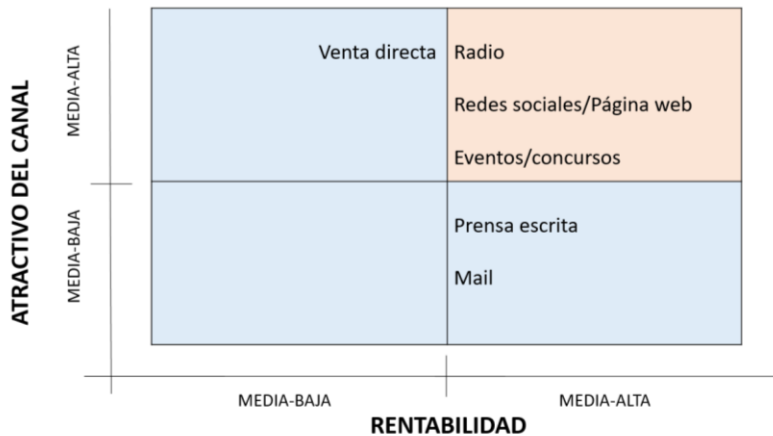 ATRACTIVO DEL CANAL
MEDIA-ALTA
MEDIA-BAJA
Venta directa
Radio
Redes sociales/Página web
Eventos/concursos
Prensa escrita
Mail
MEDIA-BAJA
MEDIA-ALTA
RENTABILIDAD